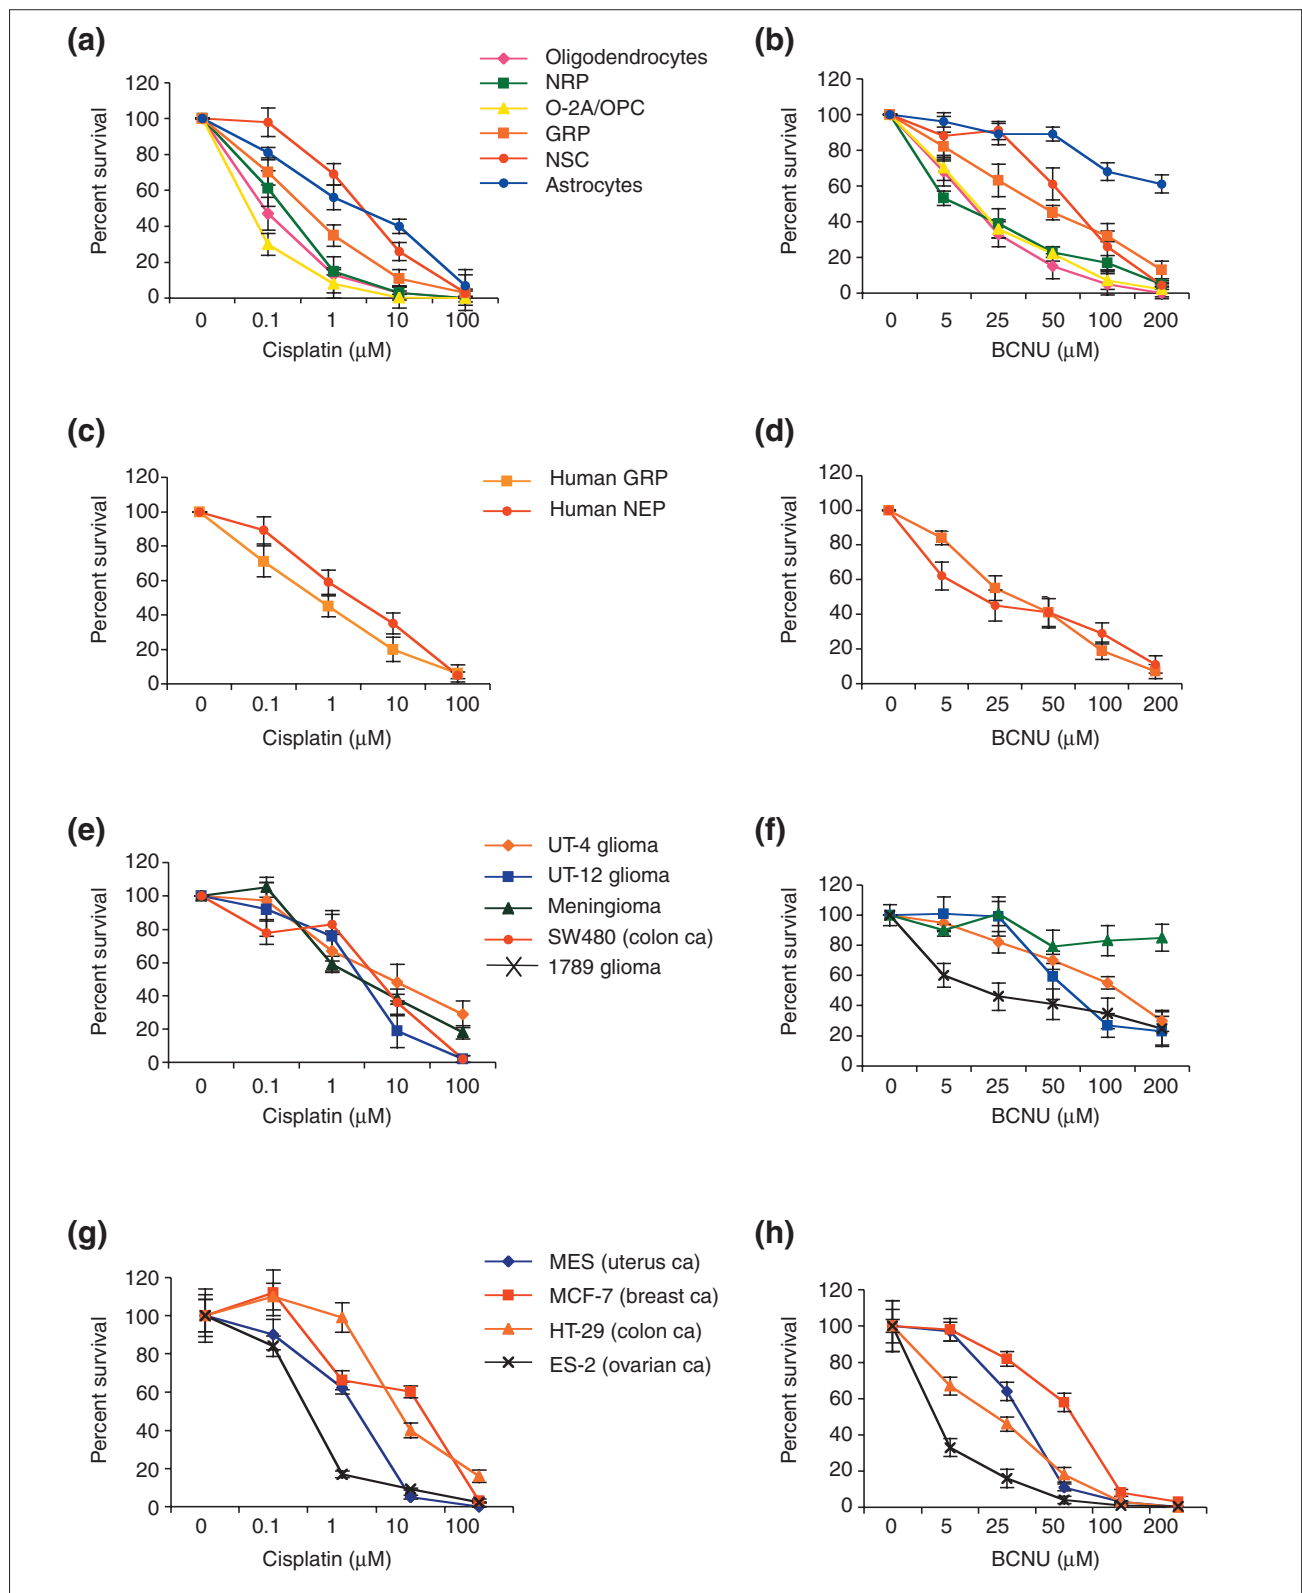 (a)
Percent survival
120
100
80
60
40
20
0
0 0.1 1 10 100
Cisplatin (μM)
Oligodendrocytes
NRP
O-2A/OPC
GRP
NSC
Astrocytes
(b)
Percent survival
120
100
80
60
40
20
0
0 5 25 50 100 200
BCNU (μM)
(c)
Percent survival
120
100
80
60
40
20
0
0 0.1 1 10 100
Cisplatin (μM)
Human GRP
Human NEP
(d)
Percent survival
120
100
80
60
40
20
0
0 5 25 50 100 200
BCNU (μM)
(e)
Percent survival
120
100
80
60
40
20
0
0 0.1 1 10 100
Cisplatin (μM)
UT-4 glioma
UT-12 glioma
Meningioma
SW480 (colon ca)
1789 glioma
(f)
Percent survival
120
100
80
60
40
20
0
0 5 25 50 100 200
BCNU (μM)
(g)
Percent survival
120
100
80
60
40
20
0
0 0.1 1 10 100
Cisplatin (μM)
MES (uterus ca)
MCF-7 (breast ca)
HT-29 (colon ca)
ES-2 (ovarian ca)
(h)
Percent survival
120
100
80
60
40
20
0
0 5 25 50 100 200
BCNU (μM)